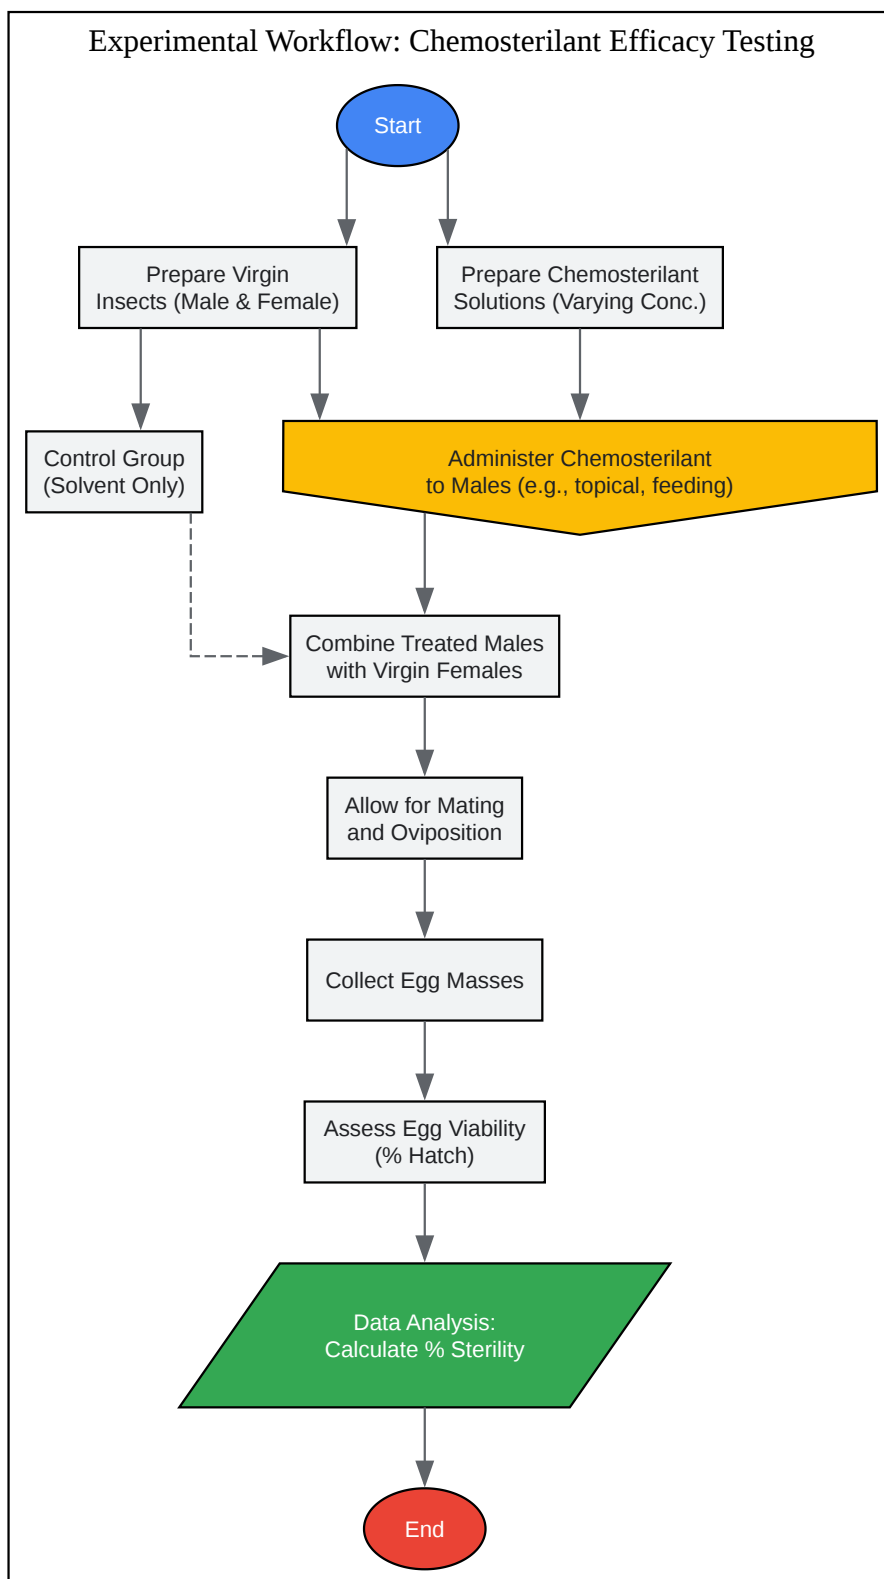 Experimental Workflow: Chemosterilant Efficacy Testing
Start
Prepare Virgin
Insects (Male & Female)
Prepare Chemosterilant
Solutions (Varying Conc.)
Control Group
(Solvent Only)
Administer Chemosterilant
to Males (e.g., topical, feeding)
Combine Treated Males
with Virgin Females
Allow for Mating
and Oviposition
Collect Egg Masses
Assess Egg Viability
(% Hatch)
Data Analysis:
Calculate % Sterility
End